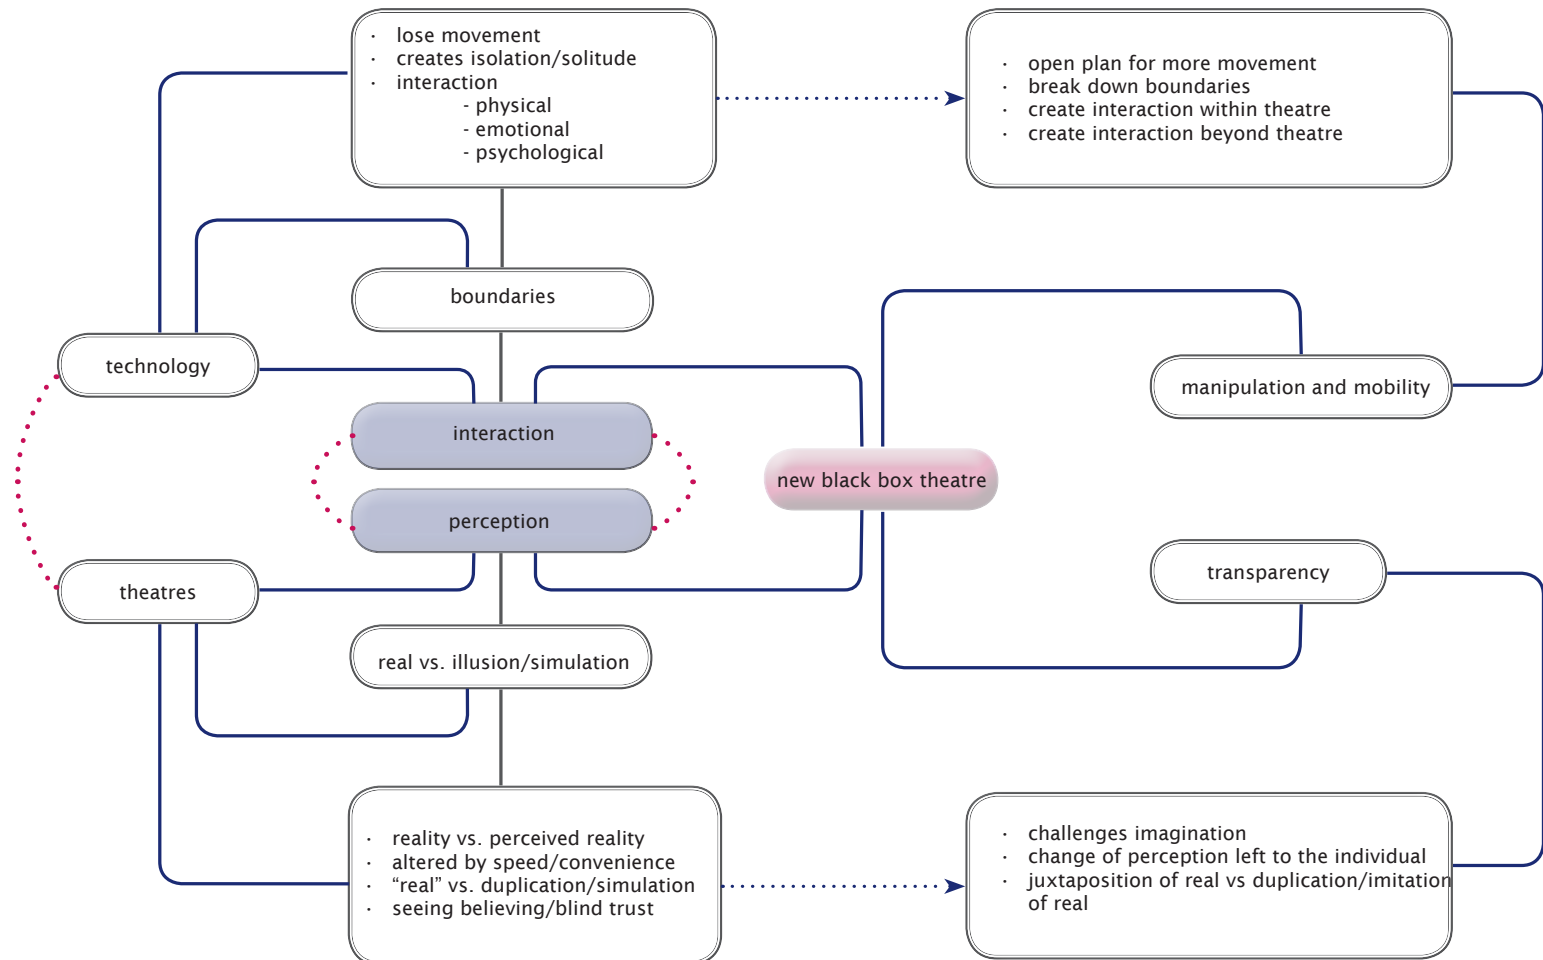 · lose movement
· creates isolation/solitude
· interaction
- physical
- emotional
- psychological
· open plan for more movement
· break down boundaries
· create interaction within theatre
· create interaction beyond theatre
boundaries
technology
manipulation and mobility
interaction
new black box theatre
perception
transparency
theatres
real vs. illusion/simulation
· reality vs. perceived reality
· altered by speed/convenience
· “real” vs. duplication/simulation
· seeing believing/blind trust
· challenges imagination
· change of perception left to the individual
· juxtaposition of real vs duplication/imitation
of real